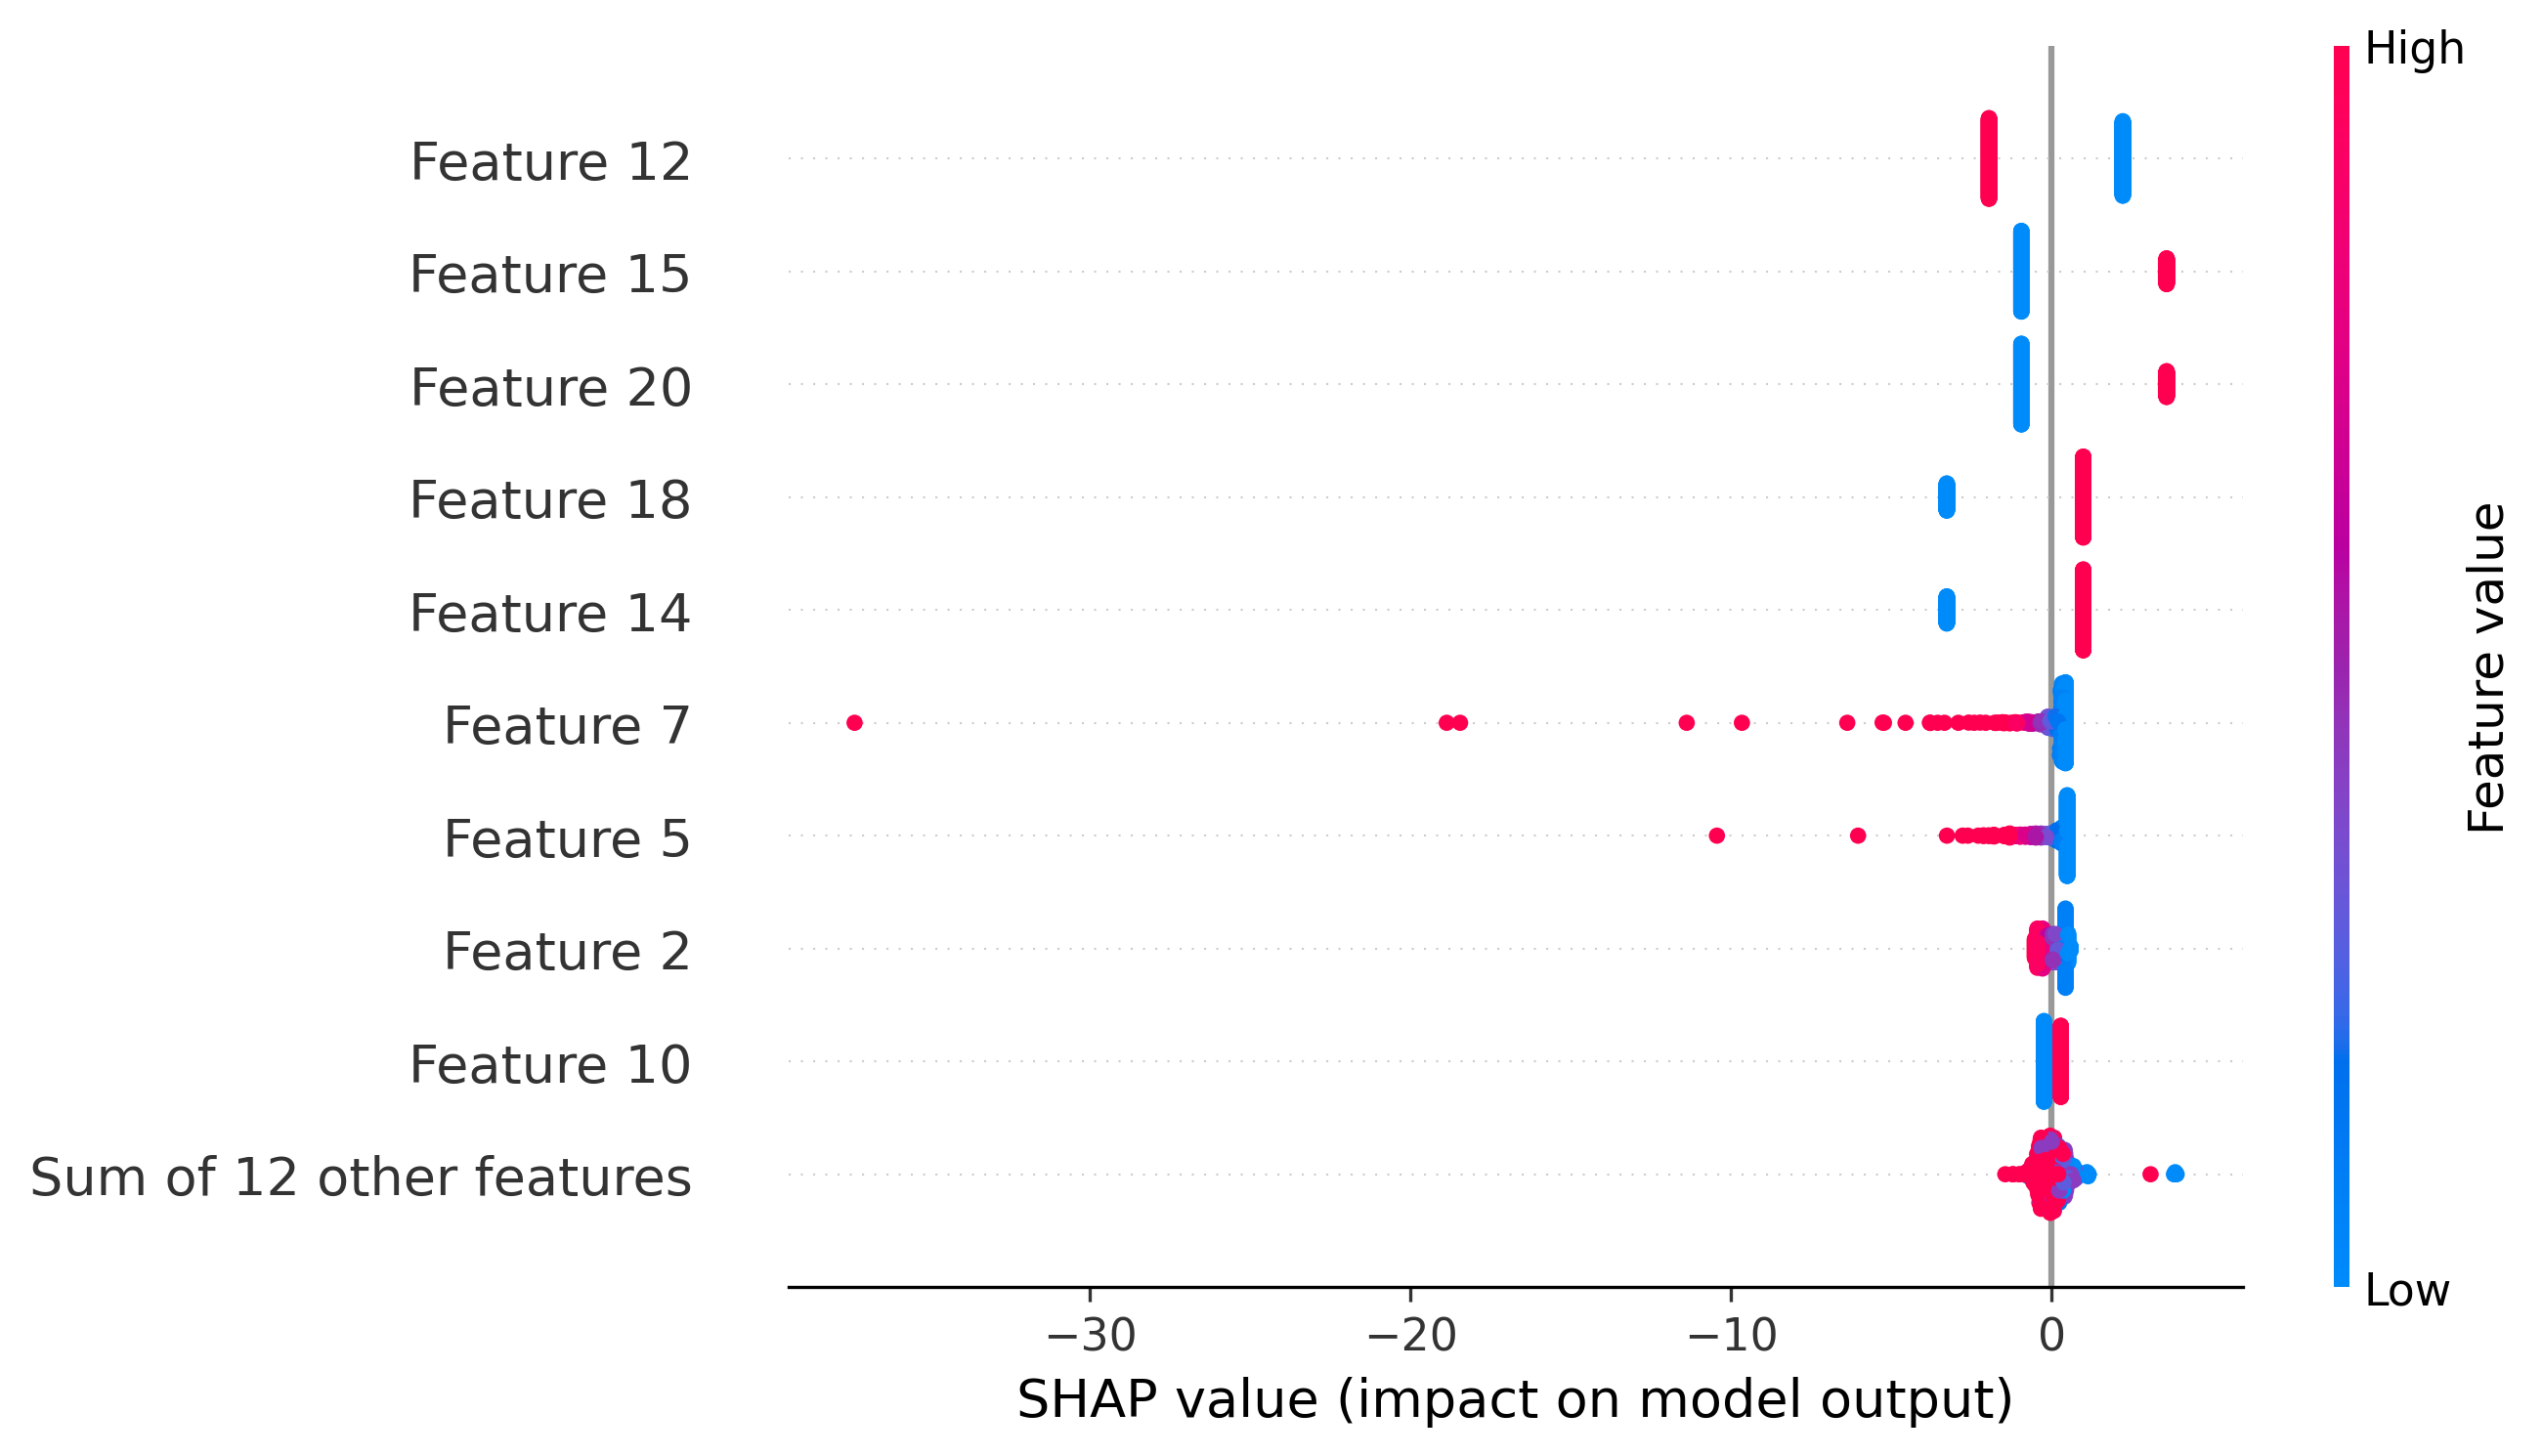 High
Feature 12
Feature 15
Feature 20
Feature 18
Feature 14
Feature 7
Feature 5
Feature 2
Feature 10
Sum of 12 other features
Feature value
Low
−30 −20 −10 0
SHAP value (impact on model output)